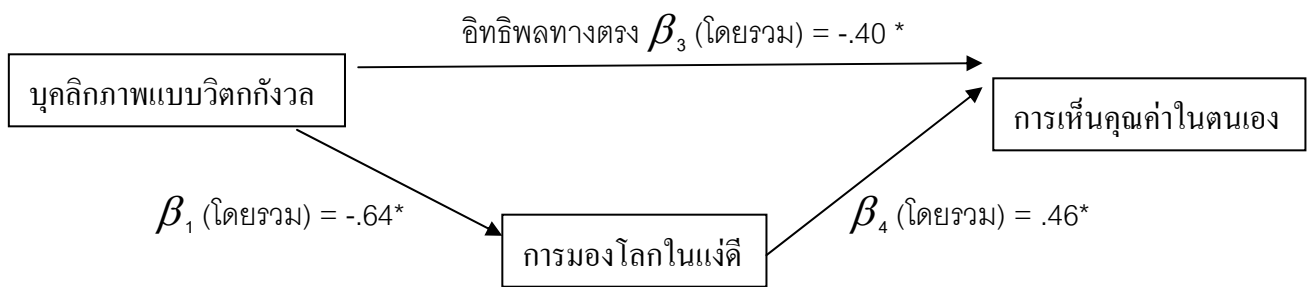 อิทธิพลทางตรง β₃ (โดยรวม) = -.40 *
บุคลิกภาพแบบวิตกกังวล
การเห็นคุณค่าในตนเอง
β₁ (โดยรวม) = -.64*
β₄ (โดยรวม) = .46*
การมองโลกในแง่ดี